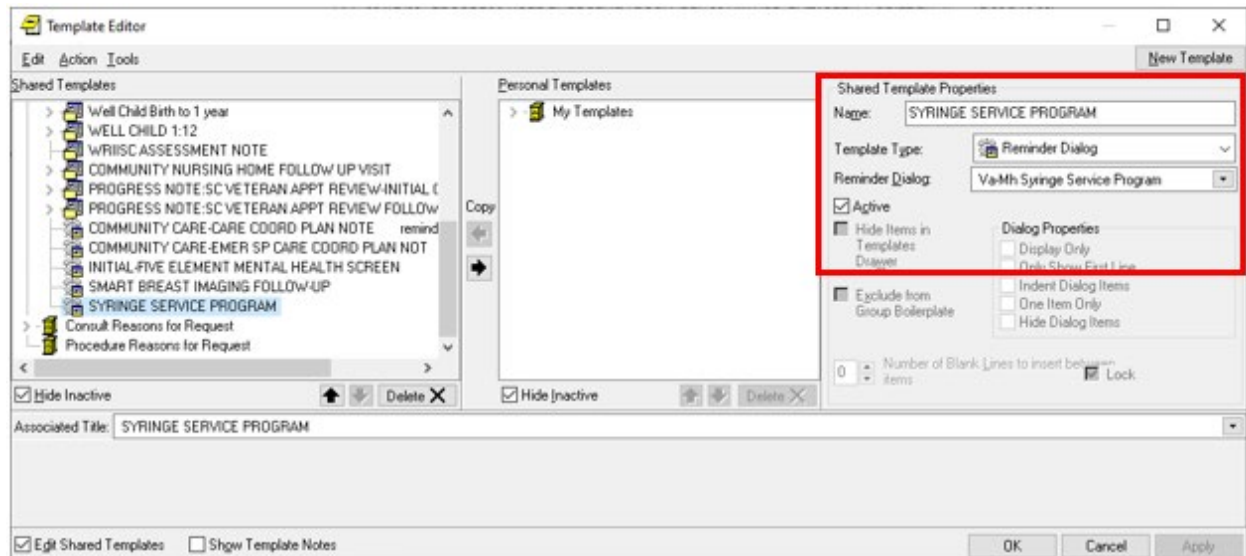 Template Editor
Edit Action Tools
New Template
Shared Templates
Well Child Birth to 1 year
WELL CHILD 1:12
WRIISC ASSESSMENT NOTE
COMMUNITY NURSING HOME FOLLOW UP VISIT
PROGRESS NOTE:SC VETERAN APPT REVIEW-INITIAL (
PROGRESS NOTE:SC VETERAN APPT REVIEW FOLLOW
COMMUNITY CARE-CARE COORD PLAN NOTE remind
COMMUNITY CARE-EMER SP CARE COORD PLAN NOT
INITIAL-FIVE ELEMENT MENTAL HEALTH SCREEN
SMART BREAST IMAGING FOLLOW-UP
SYRINGE SERVICE PROGRAM
Consult Reasons for Request
Procedure Reasons for Request
Hide Inactive
Delete
Copy
Personal Templates
My Templates
Hide Inactive
Delete
Shared Template Properties
Name: SYRINGE SERVICE PROGRAM
Template Type: Reminder Dialog
Reminder Dialog: Va-Mh Syringe Service Program
Active
Hide Items in
Templates
Drawer
Exclude from
Group Boilerplate
Dialog Properties
Display Only
Only Show First Line
Indent Dialog Items
One Item Only
Hide Dialog Items
0 Number of Blank Lines to insert between
items
Lock
Associated Title: SYRINGE SERVICE PROGRAM
Edit Shared Templates Show Template Notes
OK Cancel Apply